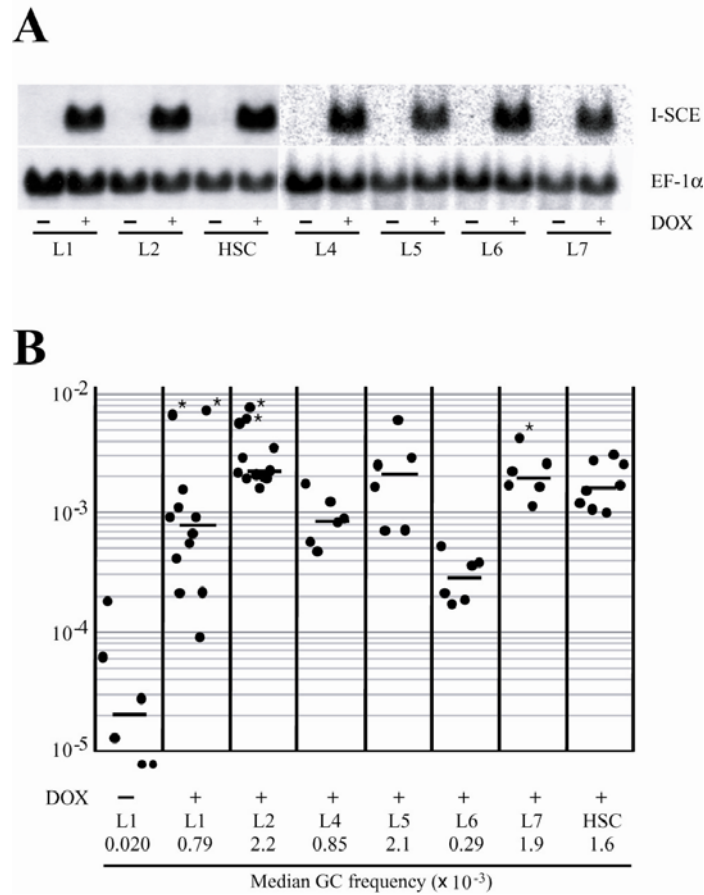 A
I-SCE
EF-1α
− + − + − + − + − + − + − + DOX
L1 L2 HSC L4 L5 L6 L7
B
10-2
* * * * *
10-3
10-4
10-5
DOX − + + + + + + +
L1 L1 L2 L4 L5 L6 L7 HSC
0.020 0.79 2.2 0.85 2.1 0.29 1.9 1.6
Median GC frequency (x 10-3)